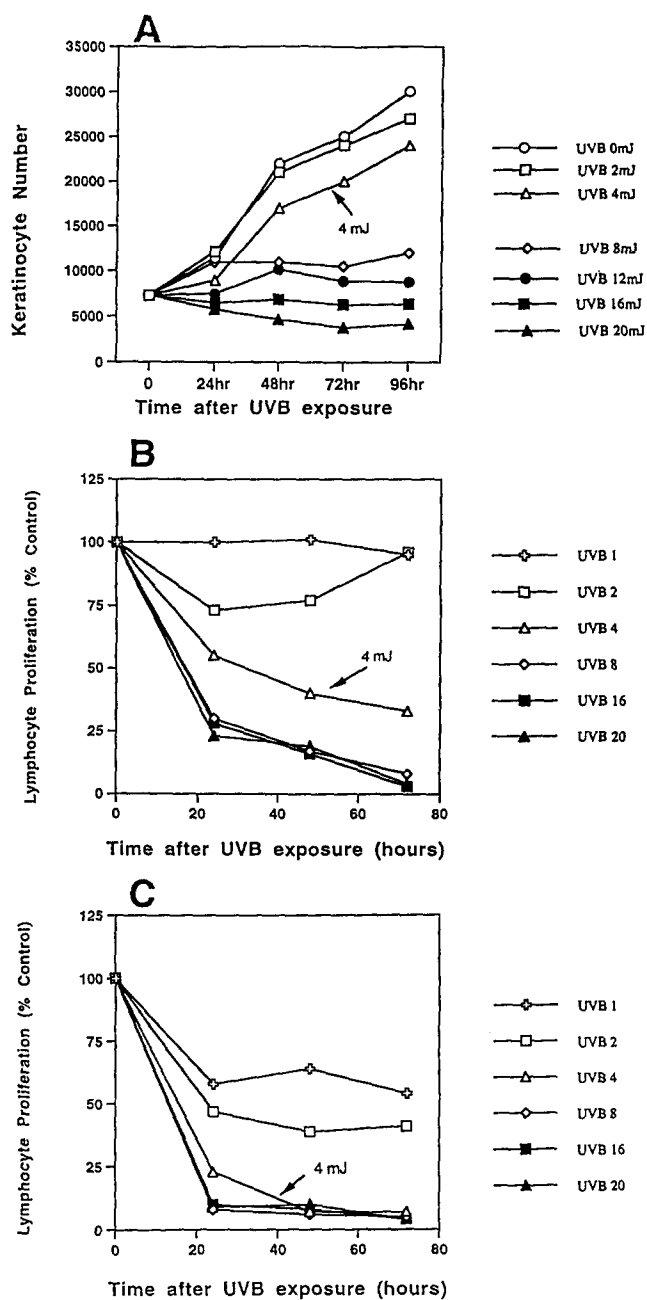 A
35000
30000
25000
20000
15000
10000
5000
0
Keratinocyte Number
4 mJ
0 24hr 48hr 72hr 96hr
Time after UVB exposure
UVB 0mJ
UVB 2mJ
UVB 4mJ
UVB 8mJ
UVB 12mJ
UVB 16mJ
UVB 20mJ
B
125
100
75
50
25
0
Lymphocyte Proliferation (% Control)
4 mJ
0 20 40 60 80
Time after UVB exposure (hours)
UVB 1
UVB 2
UVB 4
UVB 8
UVB 16
UVB 20
C
125
100
75
50
25
0
Lymphocyte Proliferation (% Control)
4 mJ
0 20 40 60 80
Time after UVB exposure (hours)
UVB 1
UVB 2
UVB 4
UVB 8
UVB 16
UVB 20